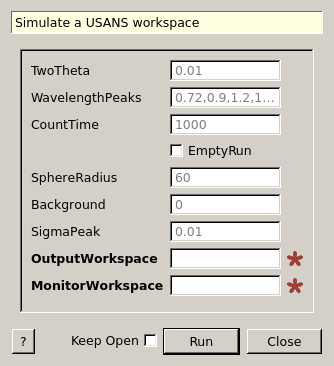 Simulate a USANS workspace
TwoTheta 0.01
WavelengthPeaks 0.72,0.9,1.2,1...
CountTime 1000
EmptyRun
SphereRadius 60
Background 0
SigmaPeak 0.01
OutputWorkspace *
MonitorWorkspace *
? Keep Open Run Close